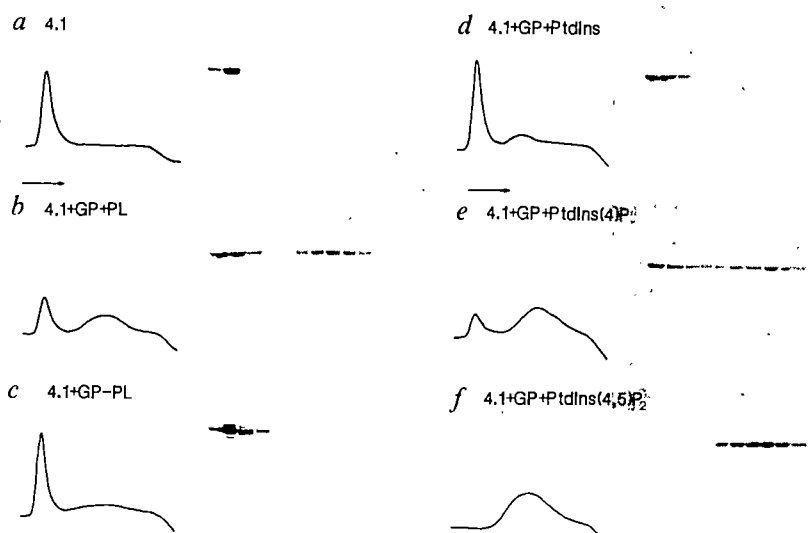 a 4.1
b 4.1+GP+PL
c 4.1+GP-PL
d 4.1+GP+PtdIns
e 4.1+GP+PtdIns(4)P
f 4.1+GP+PtdIns(4,5)P2